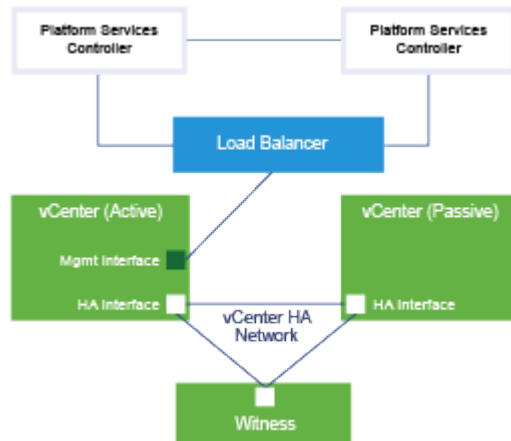 Platform Services
Controller
Platform Services
Controller
Load Balancer
vCenter (Active)
vCenter (Passive)
Mgmt Interface
HA Interface
HA Interface
vCenter HA
Network
Witness